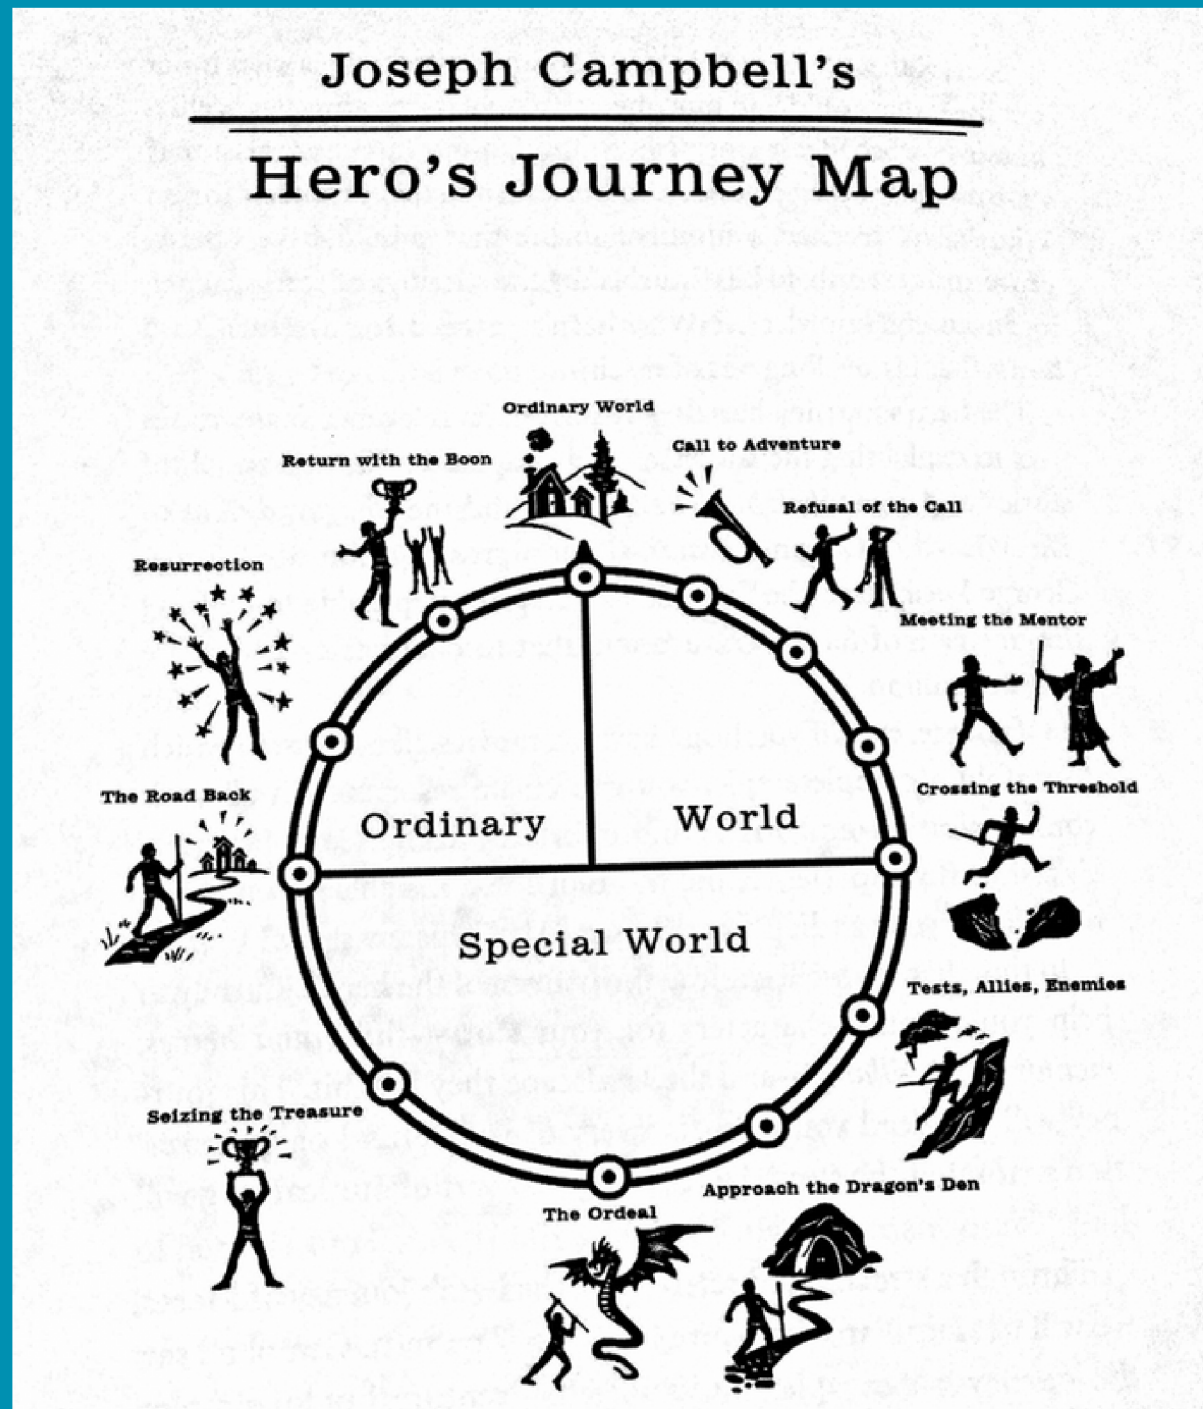 Joseph Campbell's
Hero's Journey Map
Ordinary World
Call to Adventure
Refusal of the Call
Meeting the Mentor
Crossing the Threshold
Tests, Allies, Enemies
Approach the Dragon's Den
The Ordeal
Seizing the Treasure
The Road Back
Resurrection
Return with the Boon
Ordinary World
Special World